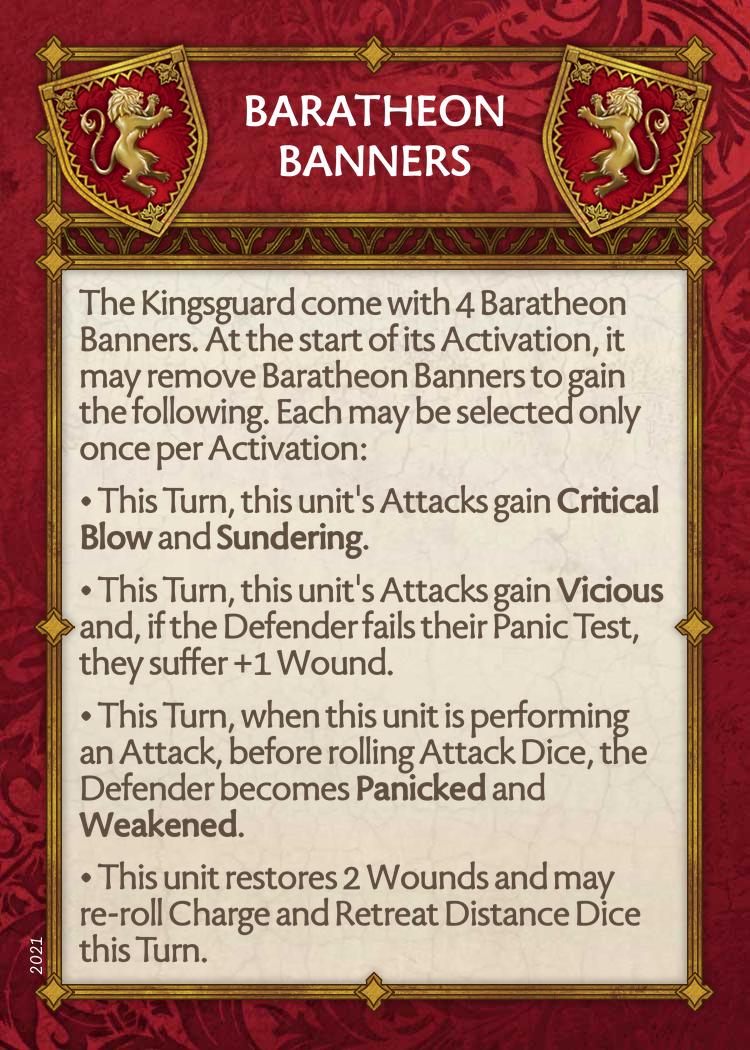 BARATHEON
BANNERS
The Kingsguard come with 4 Baratheon
Banners. At the start of its Activation, it
may remove Baratheon Banners to gain
the following. Each may be selected only
once per Activation:
• This Turn, this unit's Attacks gain Critical
Blow and Sundering.
• This Turn, this unit's Attacks gain Vicious
and, if the Defender fails their Panic Test,
they suffer +1 Wound.
• This Turn, when this unit is performing
an Attack, before rolling Attack Dice, the
Defender becomes Panicked and
Weakened.
• This unit restores 2 Wounds and may
re-roll Charge and Retreat Distance Dice
this Turn.
2021